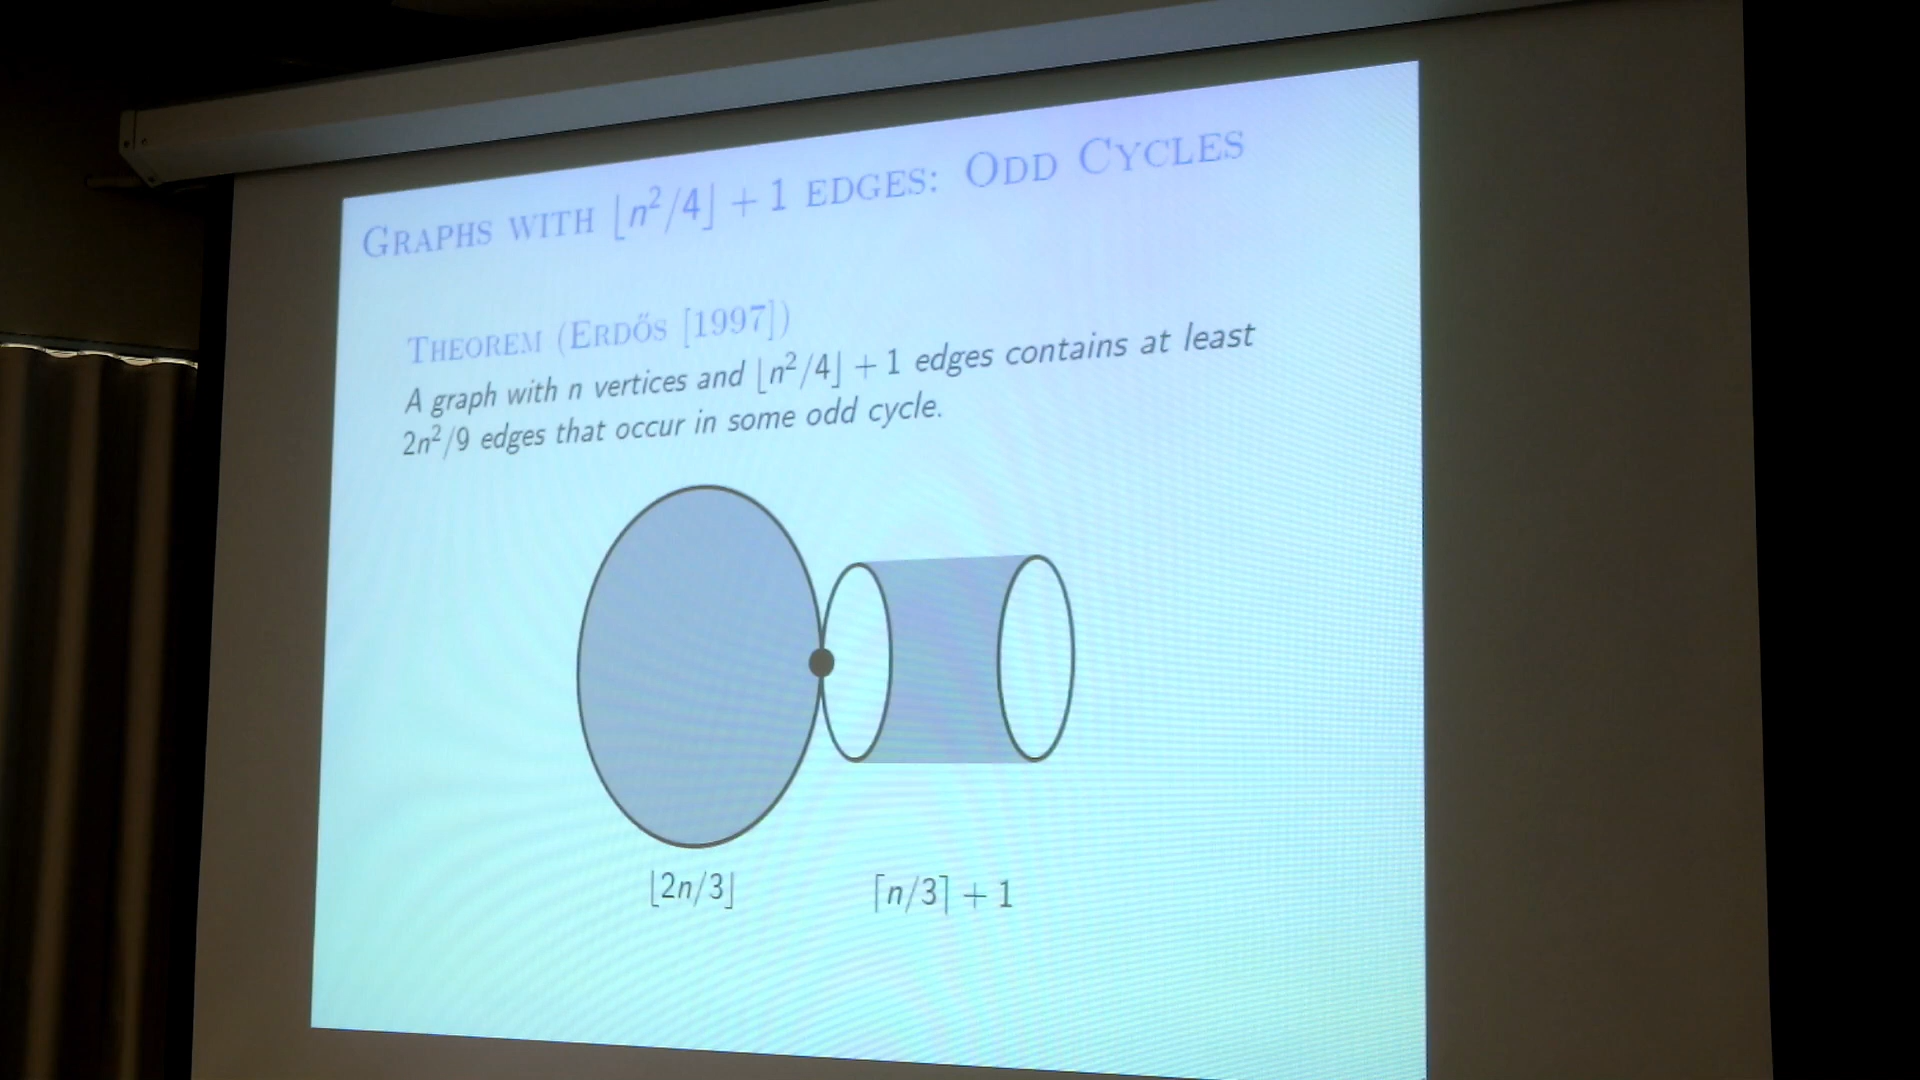 GRAPHS WITH ⌊n²/4⌋ + 1 EDGES: ODD CYCLES
THEOREM (ERDŐS [1997])
A graph with n vertices and ⌊n²/4⌋ + 1 edges contains at least
2n²/9 edges that occur in some odd cycle.
⌊2n/3⌋ ⌈n/3⌉ + 1